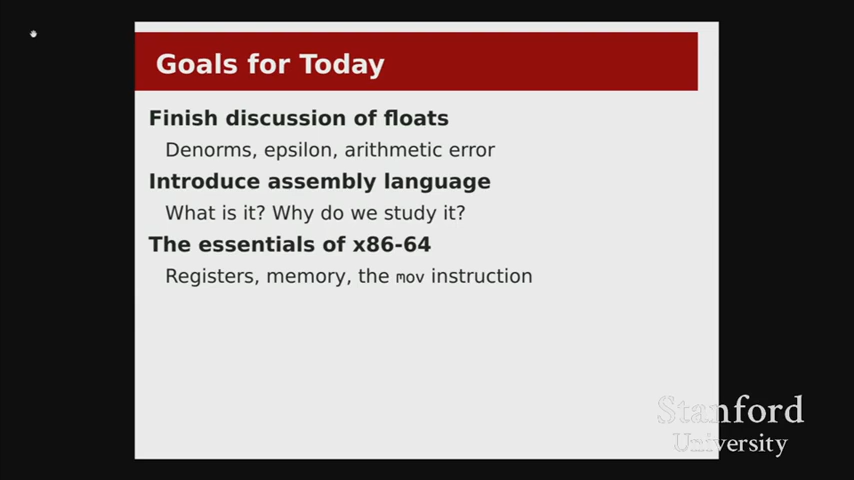 Goals for Today
Finish discussion of floats
Denorms, epsilon, arithmetic error
Introduce assembly language
What is it? Why do we study it?
The essentials of x86-64
Registers, memory, the mov instruction
Stanford
University